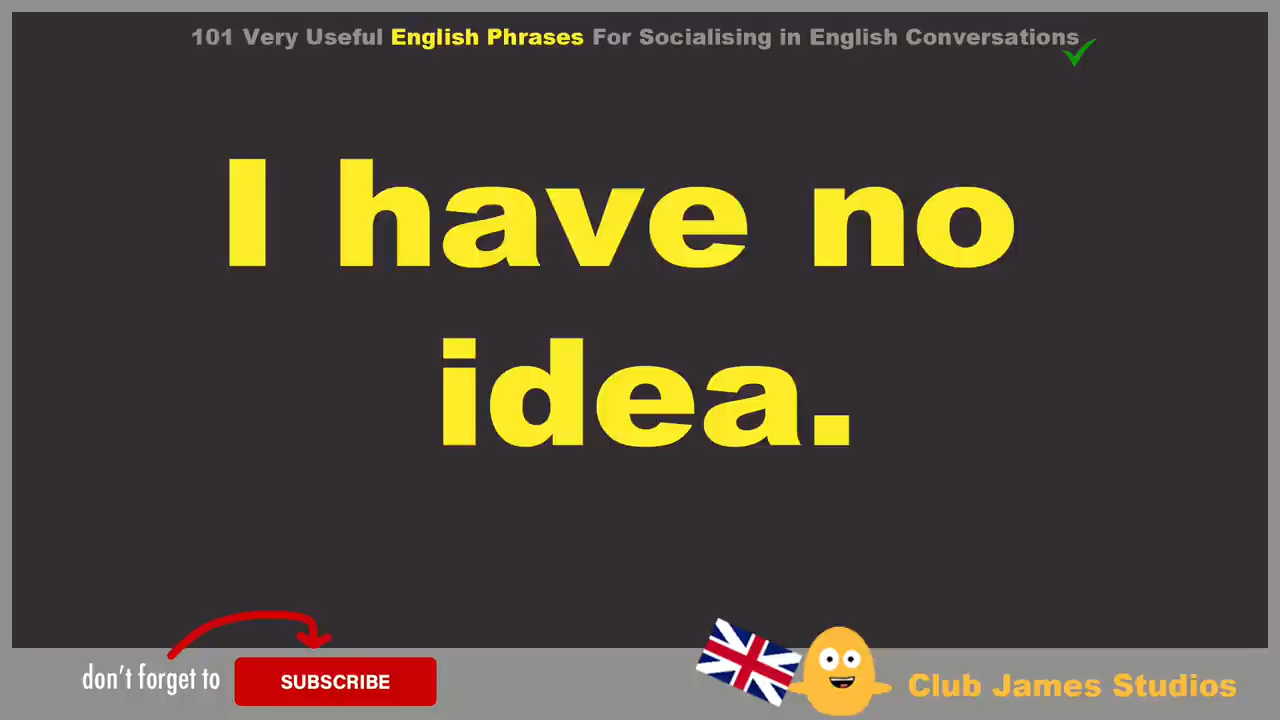 101 Very Useful English Phrases For Socialising in English Conversations
I have no
idea.
don't forget to
SUBSCRIBE
Club James Studios